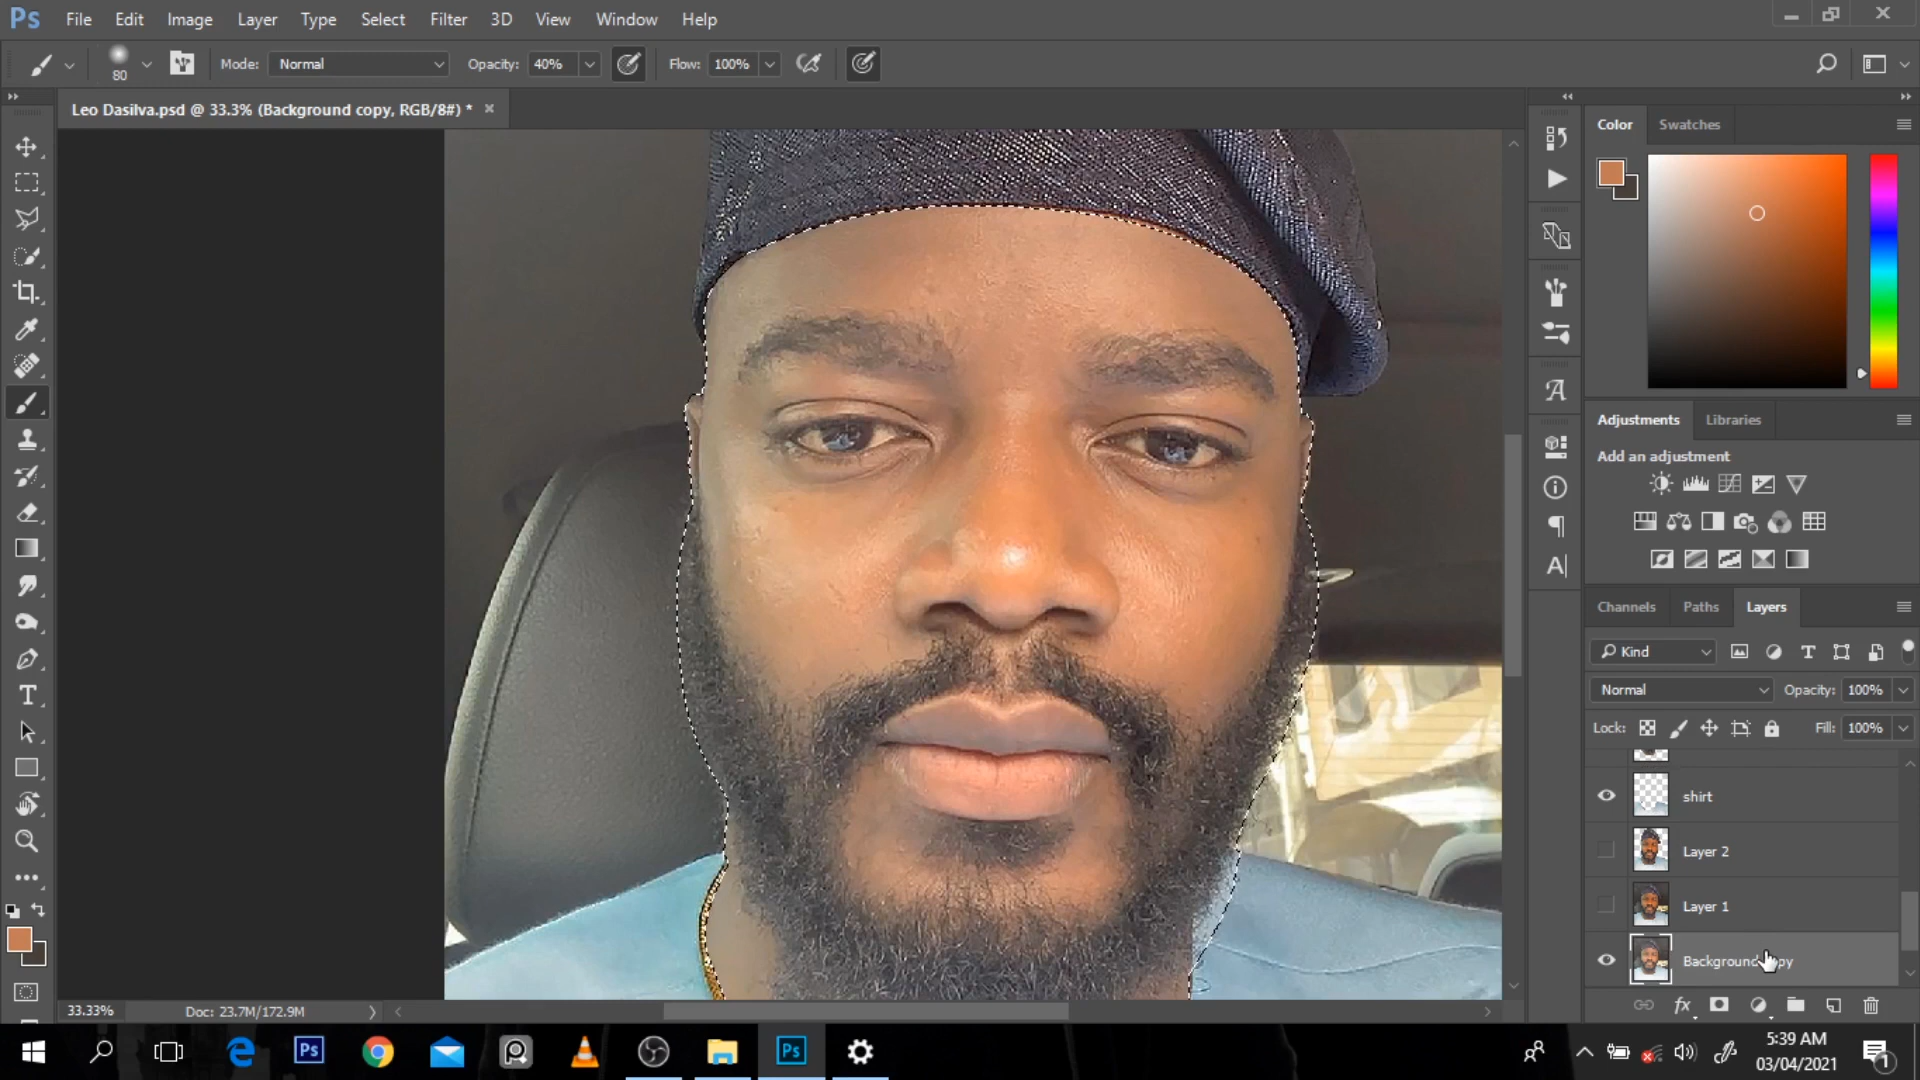 Ps File Edit Image Layer Type Select Filter 3D View Window Help
80 Mode: Normal Opacity: 40% Flow: 100%
Leo Dasilva.psd @ 33.3% (Background copy, RGB/8#) *
Color Swatches
Adjustments Libraries
Add an adjustment
Channels Paths Layers
Kind
Normal Opacity: 100%
Lock: Fill: 100%
shirt
Layer 2
Layer 1
Background copy
33.33% Doc: 23.7M/172.9M
5:39 AM
03/04/2021
1